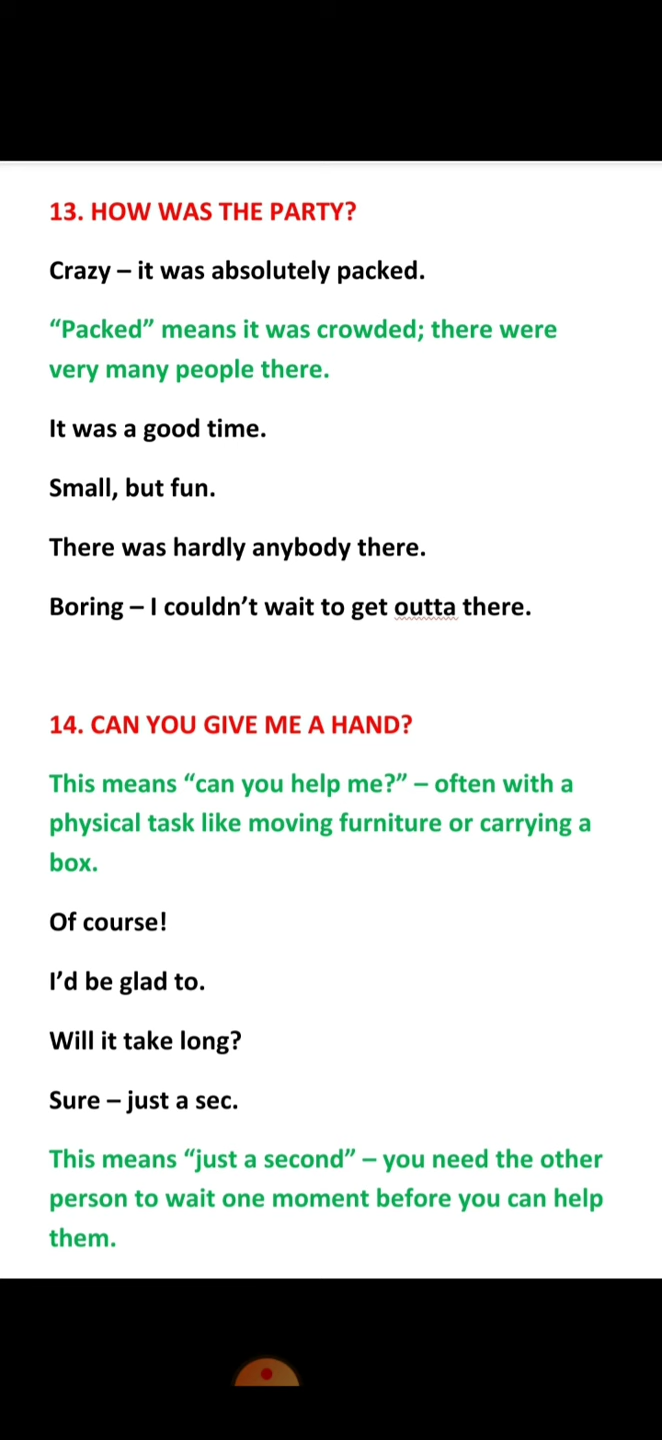 13. HOW WAS THE PARTY?
Crazy – it was absolutely packed.
“Packed” means it was crowded; there were
very many people there.
It was a good time.
Small, but fun.
There was hardly anybody there.
Boring – I couldn’t wait to get outta there.
14. CAN YOU GIVE ME A HAND?
This means “can you help me?” – often with a
physical task like moving furniture or carrying a
box.
Of course!
I’d be glad to.
Will it take long?
Sure – just a sec.
This means “just a second” – you need the other
person to wait one moment before you can help
them.